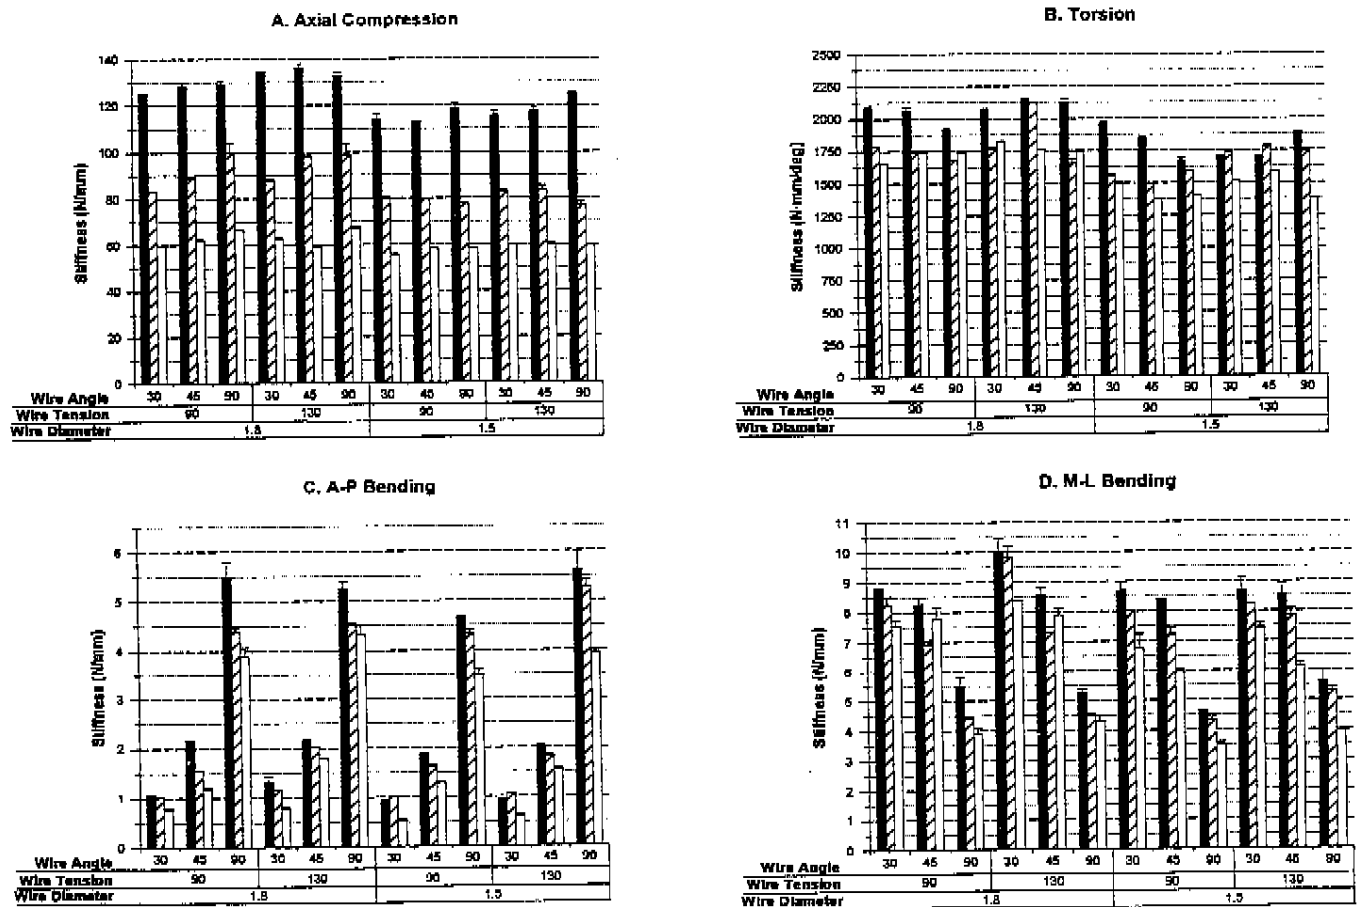 A. Axial Compression
140
120
100
80
60
40
20
0
Stiffness (N/mm)
Wire Angle 30 45 90 30 45 90 30 45 90 30 45 90
Wire Tension 90 130 90 130
Wire Diameter 1.8 1.5
B. Torsion
2500
2250
2000
1750
1500
1250
1000
750
500
250
0
Stiffness (N-mm/deg)
Wire Angle 30 45 90 30 45 90 30 45 90 30 45 90
Wire Tension 90 130 90 130
Wire Diameter 1.8 1.5
C. A-P Bending
6
5
4
3
2
1
0
Stiffness (N/mm)
Wire Angle 30 45 90 30 45 90 30 45 90 30 45 90
Wire Tension 90 130 90 130
Wire Diameter 1.8 1.5
D. M-L Bending
11
10
9
8
7
6
5
4
3
2
1
0
Stiffness (N/mm)
Wire Angle 30 45 90 30 45 90 30 45 90 30 45 90
Wire Tension 90 130 90 130
Wire Diameter 1.8 1.5